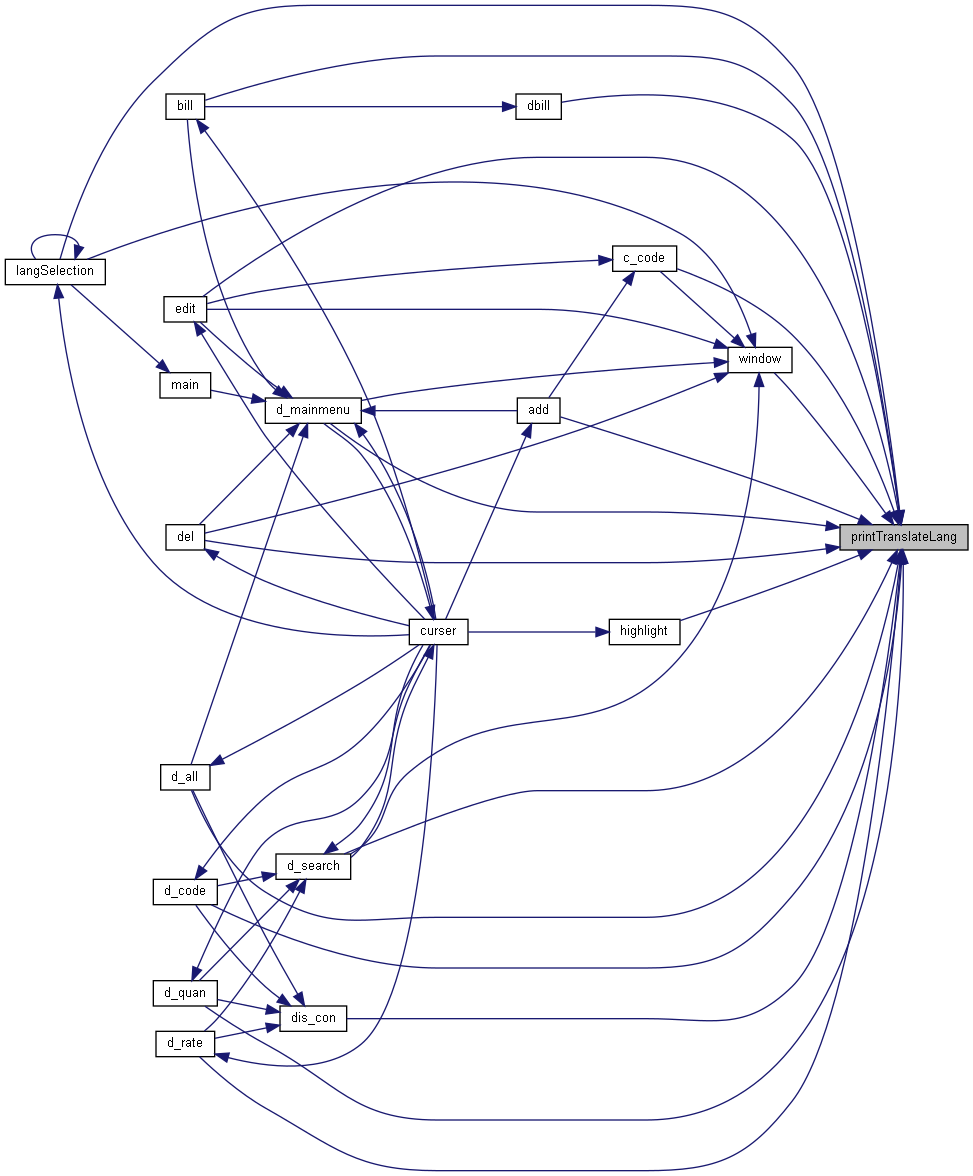 bill
dbill
c_code
langSelection
edit
window
main
d_mainmenu
add
del
printTranslateLang
curser
highlight
d_all
d_search
d_code
d_quan
dis_con
d_rate